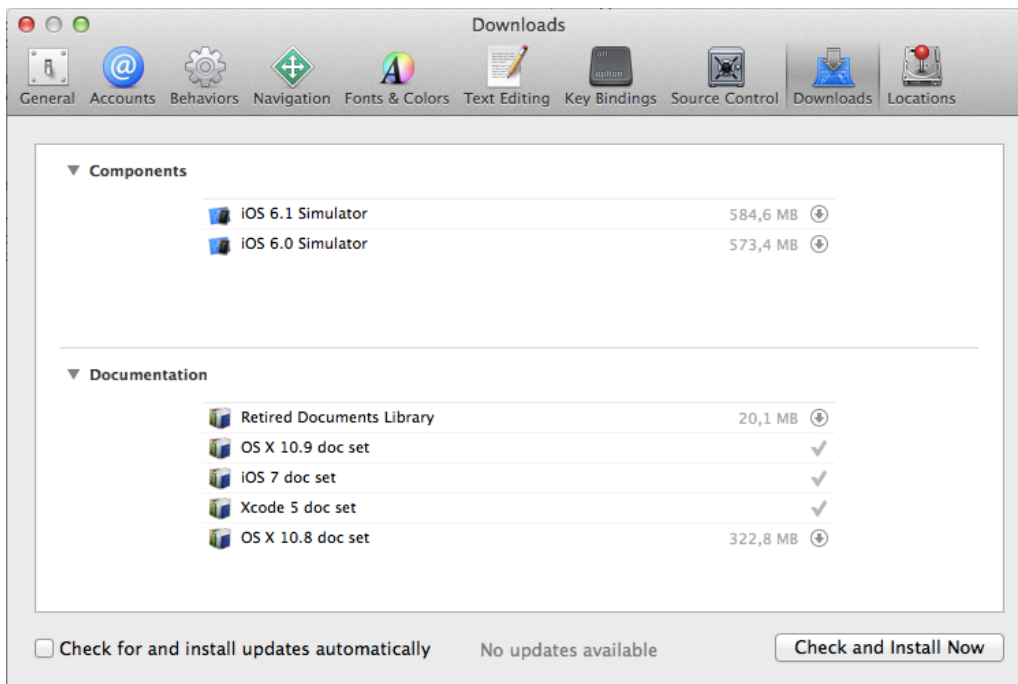 Downloads
alt
option
General Accounts Behaviors Navigation Fonts & Colors Text Editing Key Bindings Source Control Downloads Locations
Components
iOS 6.1 Simulator 584,6 MB
iOS 6.0 Simulator 573,4 MB
Documentation
Retired Documents Library 20,1 MB
OS X 10.9 doc set
iOS 7 doc set
Xcode 5 doc set
OS X 10.8 doc set 322,8 MB
Check for and install updates automatically No updates available Check and Install Now